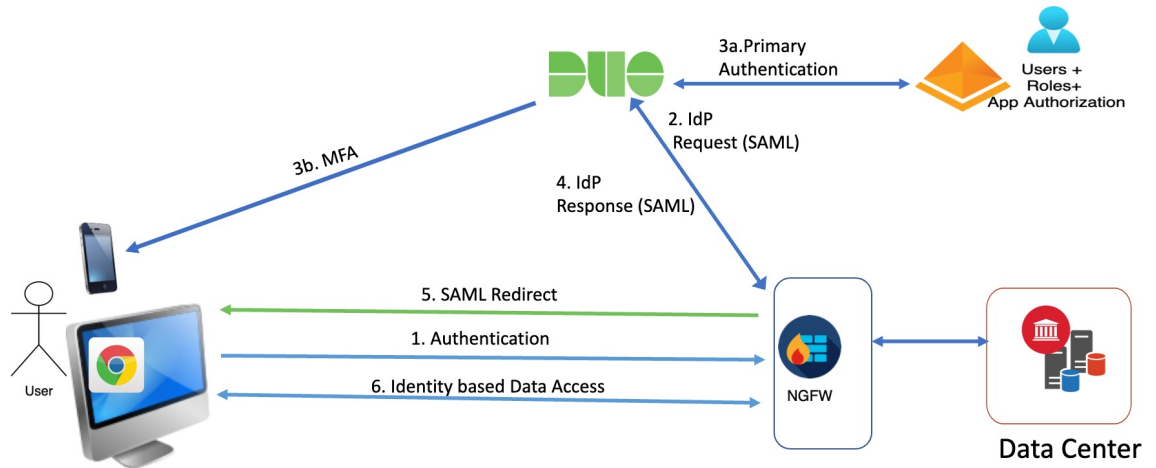 3a.Primary
Authentication
DUO
Users +
Roles+
App Authorization
2. IdP
Request (SAML)
3b. MFA
4. IdP
Response (SAML)
5. SAML Redirect
1. Authentication
6. Identity based Data Access
User
NGFW
Data Center